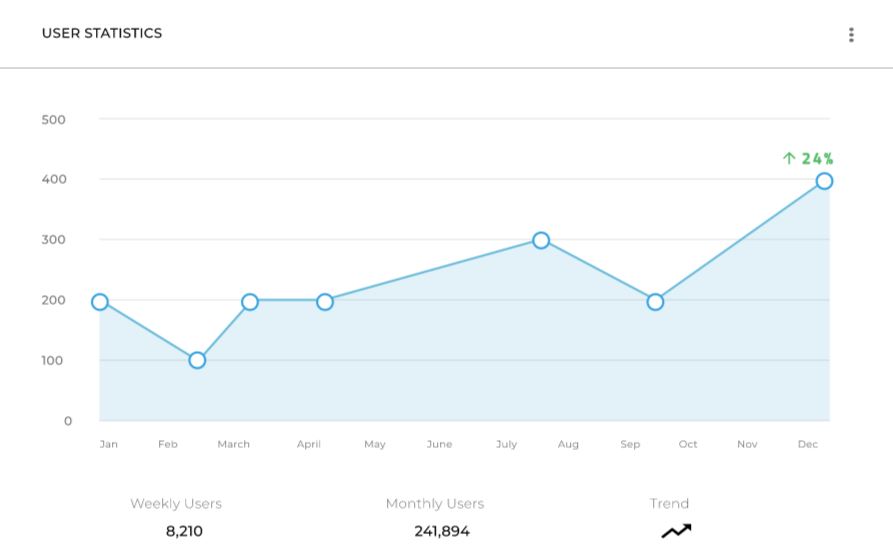 USER STATISTICS
500
↑ 24%
400
300
200
100
0
Jan Feb March April May June July Aug Sep Oct Nov Dec
Weekly Users Monthly Users Trend
8,210 241,894